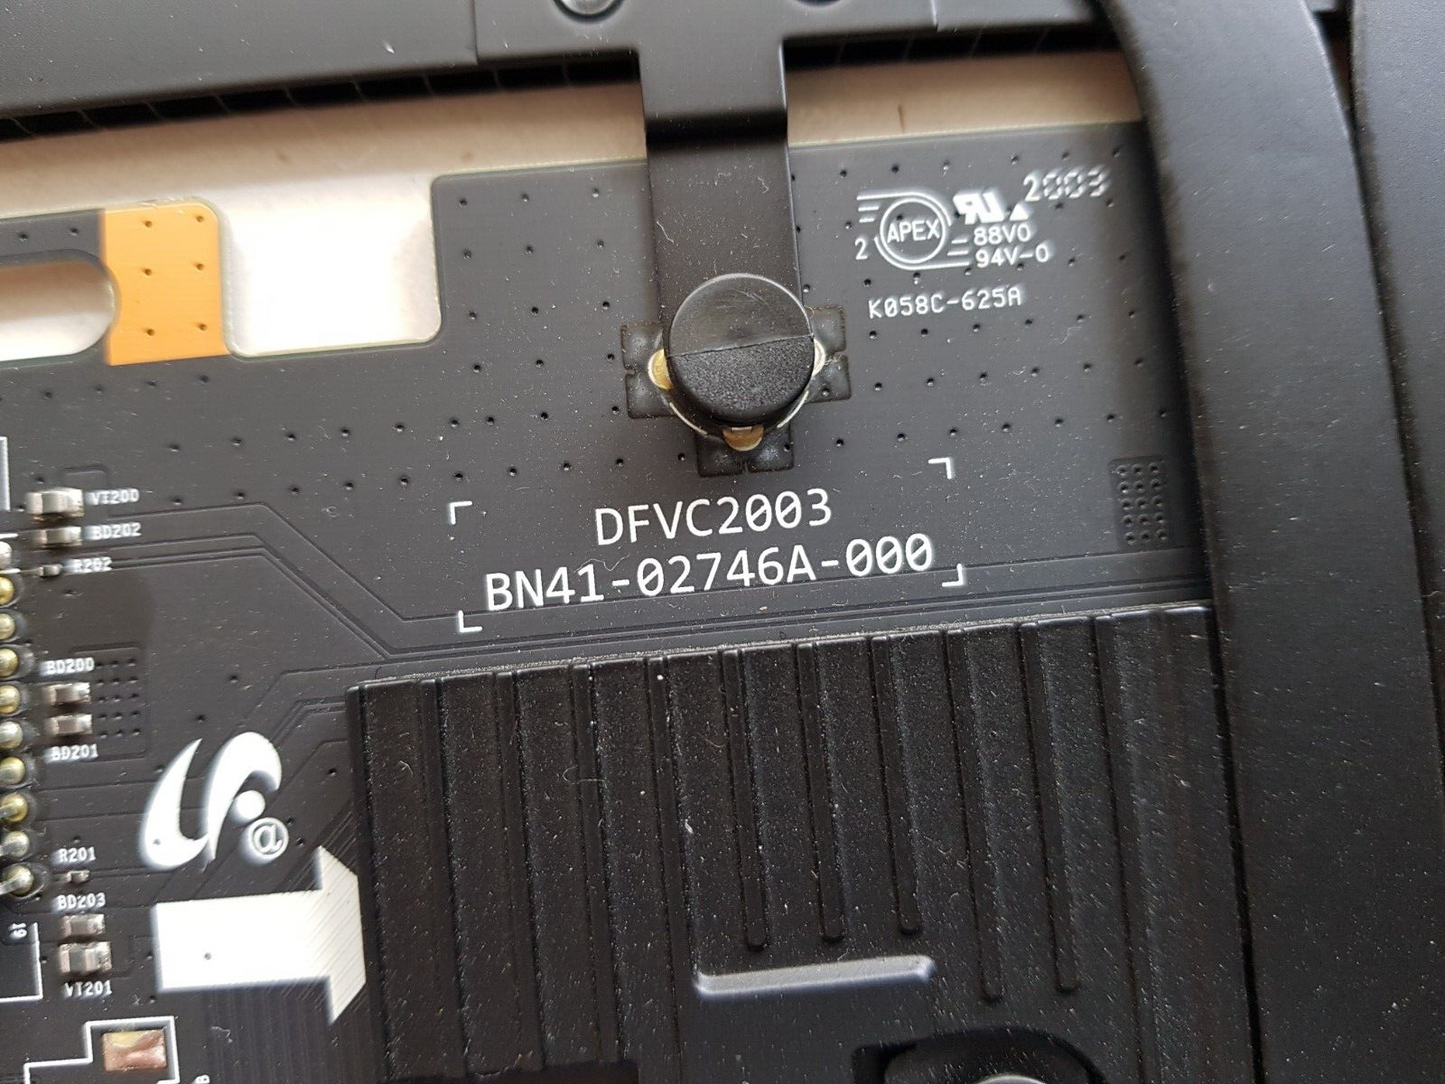 2003
APEX
2
88V0
94V-0
K058C-625A
DFVC2003
BN41-02746A-000
VT200
BD202
R202
BD200
BD201
@
R201
BD203
19
VT201